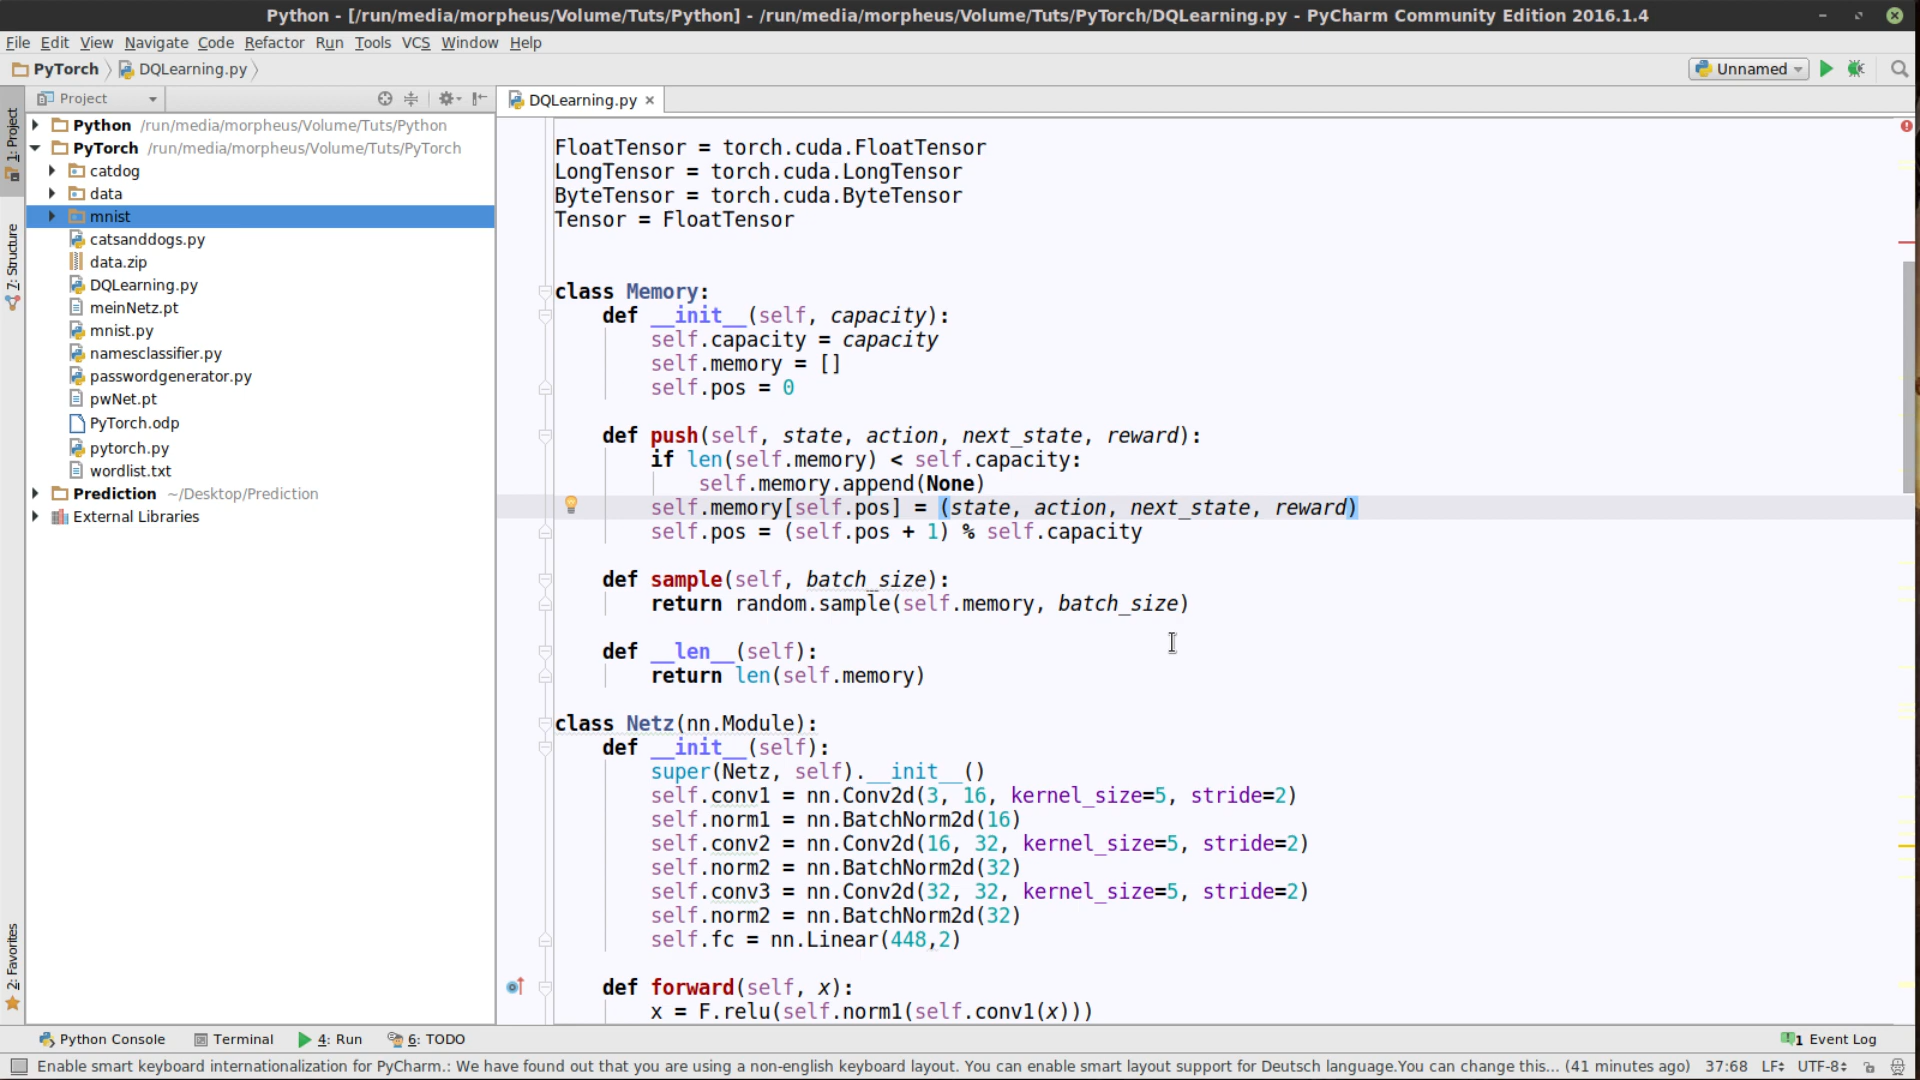 Python - [/run/media/morpheus/Volume/Tuts/Python] - /run/media/morpheus/Volume/Tuts/PyTorch/DQLearning.py - PyCharm Community Edition 2016.1.4
File Edit View Navigate Code Refactor Run Tools VCS Window Help
PyTorch DQLearning.py Unnamed
Project
DQLearning.py
1: Project
7: Structure
2: Favorites
Python /run/media/morpheus/Volume/Tuts/Python
PyTorch /run/media/morpheus/Volume/Tuts/PyTorch
catdog
data
mnist
catsanddogs.py
data.zip
DQLearning.py
meinNetz.pt
mnist.py
namesclassifier.py
passwordgenerator.py
pwNet.pt
PyTorch.odp
pytorch.py
wordlist.txt
Prediction ~/Desktop/Prediction
External Libraries
FloatTensor = torch.cuda.FloatTensor
LongTensor = torch.cuda.LongTensor
ByteTensor = torch.cuda.ByteTensor
Tensor = FloatTensor
class Memory:
def __init__(self, capacity):
self.capacity = capacity
self.memory = []
self.pos = 0
def push(self, state, action, next_state, reward):
if len(self.memory) < self.capacity:
self.memory.append(None)
self.memory[self.pos] = (state, action, next_state, reward)
self.pos = (self.pos + 1) % self.capacity
def sample(self, batch_size):
return random.sample(self.memory, batch_size)
def __len__(self):
return len(self.memory)
class Netz(nn.Module):
def __init__(self):
super(Netz, self).__init__()
self.conv1 = nn.Conv2d(3, 16, kernel_size=5, stride=2)
self.norm1 = nn.BatchNorm2d(16)
self.conv2 = nn.Conv2d(16, 32, kernel_size=5, stride=2)
self.norm2 = nn.BatchNorm2d(32)
self.conv3 = nn.Conv2d(32, 32, kernel_size=5, stride=2)
self.norm2 = nn.BatchNorm2d(32)
self.fc = nn.Linear(448,2)
def forward(self, x):
x = F.relu(self.norm1(self.conv1(x)))
Python Console Terminal 4: Run 6: TODO 1 Event Log
Enable smart keyboard internationalization for PyCharm.: We have found out that you are using a non-english keyboard layout. You can enable smart layout support for Deutsch language.You can change this... (41 minutes ago) 37:68 LF UTF-8